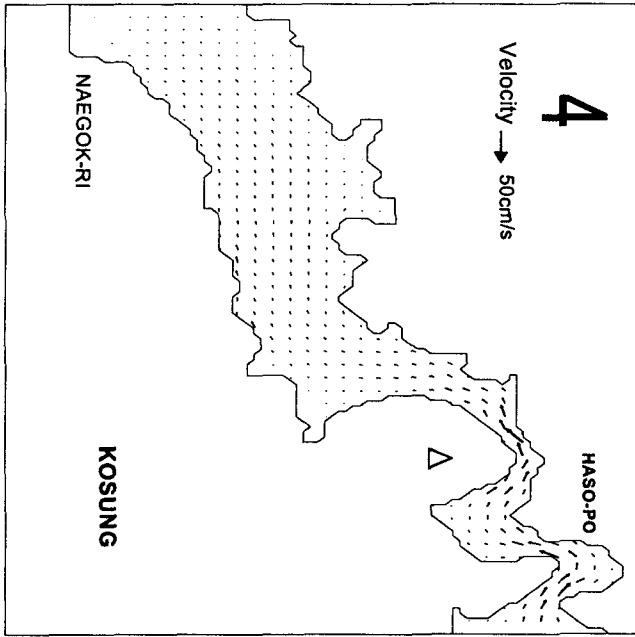 4
Velocity → 50cm/s
NAEGOK-RI
HASO-PO
KOSUNG